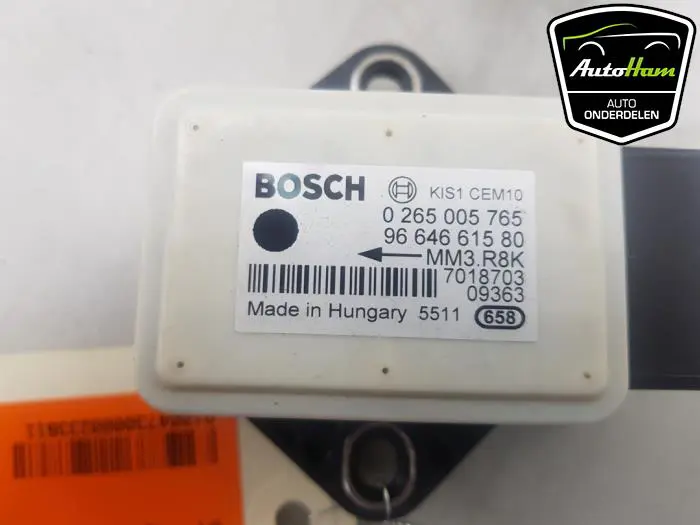 AutoHam
AUTO
ONDERDELEN
BOSCH KIS1 CEM10
0 265 005 765
96 646 615 80
MM3.R8K
7018703
09363
Made in Hungary 5511 658